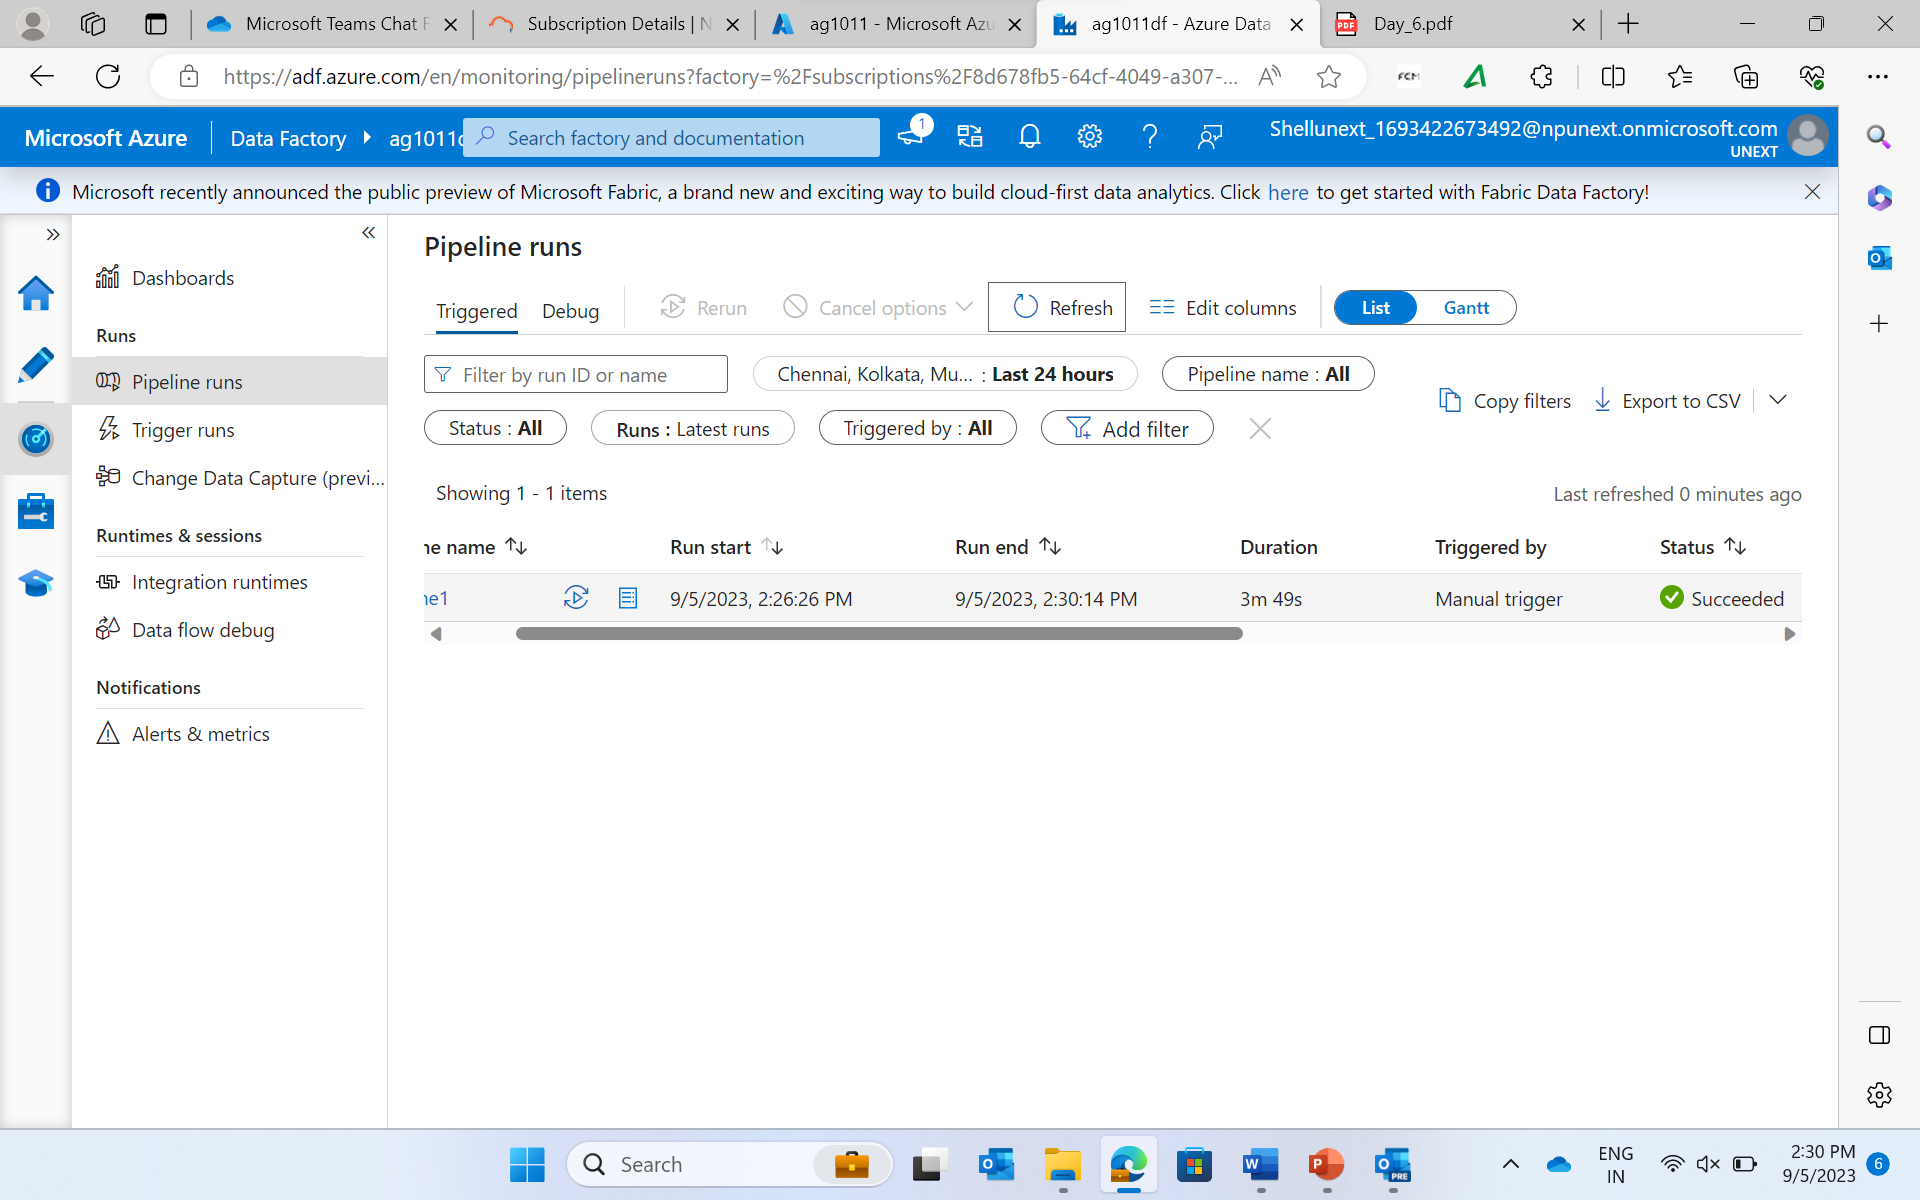 Microsoft Teams Chat F
Subscription Details | N
ag1011 - Microsoft Azu
ag1011df - Azure Data
PDF
Day_6.pdf
https://adf.azure.com/en/monitoring/pipelineruns?factory=%2Fsubscriptions%2F8d678fb5-64cf-4049-a307-...
FCM
Microsoft Azure
Data Factory
ag1011d
Search factory and documentation
1
Shellunext_1693422673492@npunext.onmicrosoft.com
UNEXT
Microsoft recently announced the public preview of Microsoft Fabric, a brand new and exciting way to build cloud-first data analytics. Click here to get started with Fabric Data Factory!
Dashboards
Runs
Pipeline runs
Trigger runs
Change Data Capture (previ...
Runtimes & sessions
Integration runtimes
Data flow debug
Notifications
Alerts & metrics
Pipeline runs
Triggered
Debug
Rerun
Cancel options
Refresh
Edit columns
List
Gantt
Filter by run ID or name
Chennai, Kolkata, Mu... : Last 24 hours
Pipeline name : All
Status : All
Runs : Latest runs
Triggered by : All
Add filter
Copy filters
Export to CSV
Showing 1 - 1 items
Last refreshed 0 minutes ago
ne name
Run start
Run end
Duration
Triggered by
Status
ne1
9/5/2023, 2:26:26 PM
9/5/2023, 2:30:14 PM
3m 49s
Manual trigger
Succeeded
Search
ENG
IN
2:30 PM
9/5/2023
6